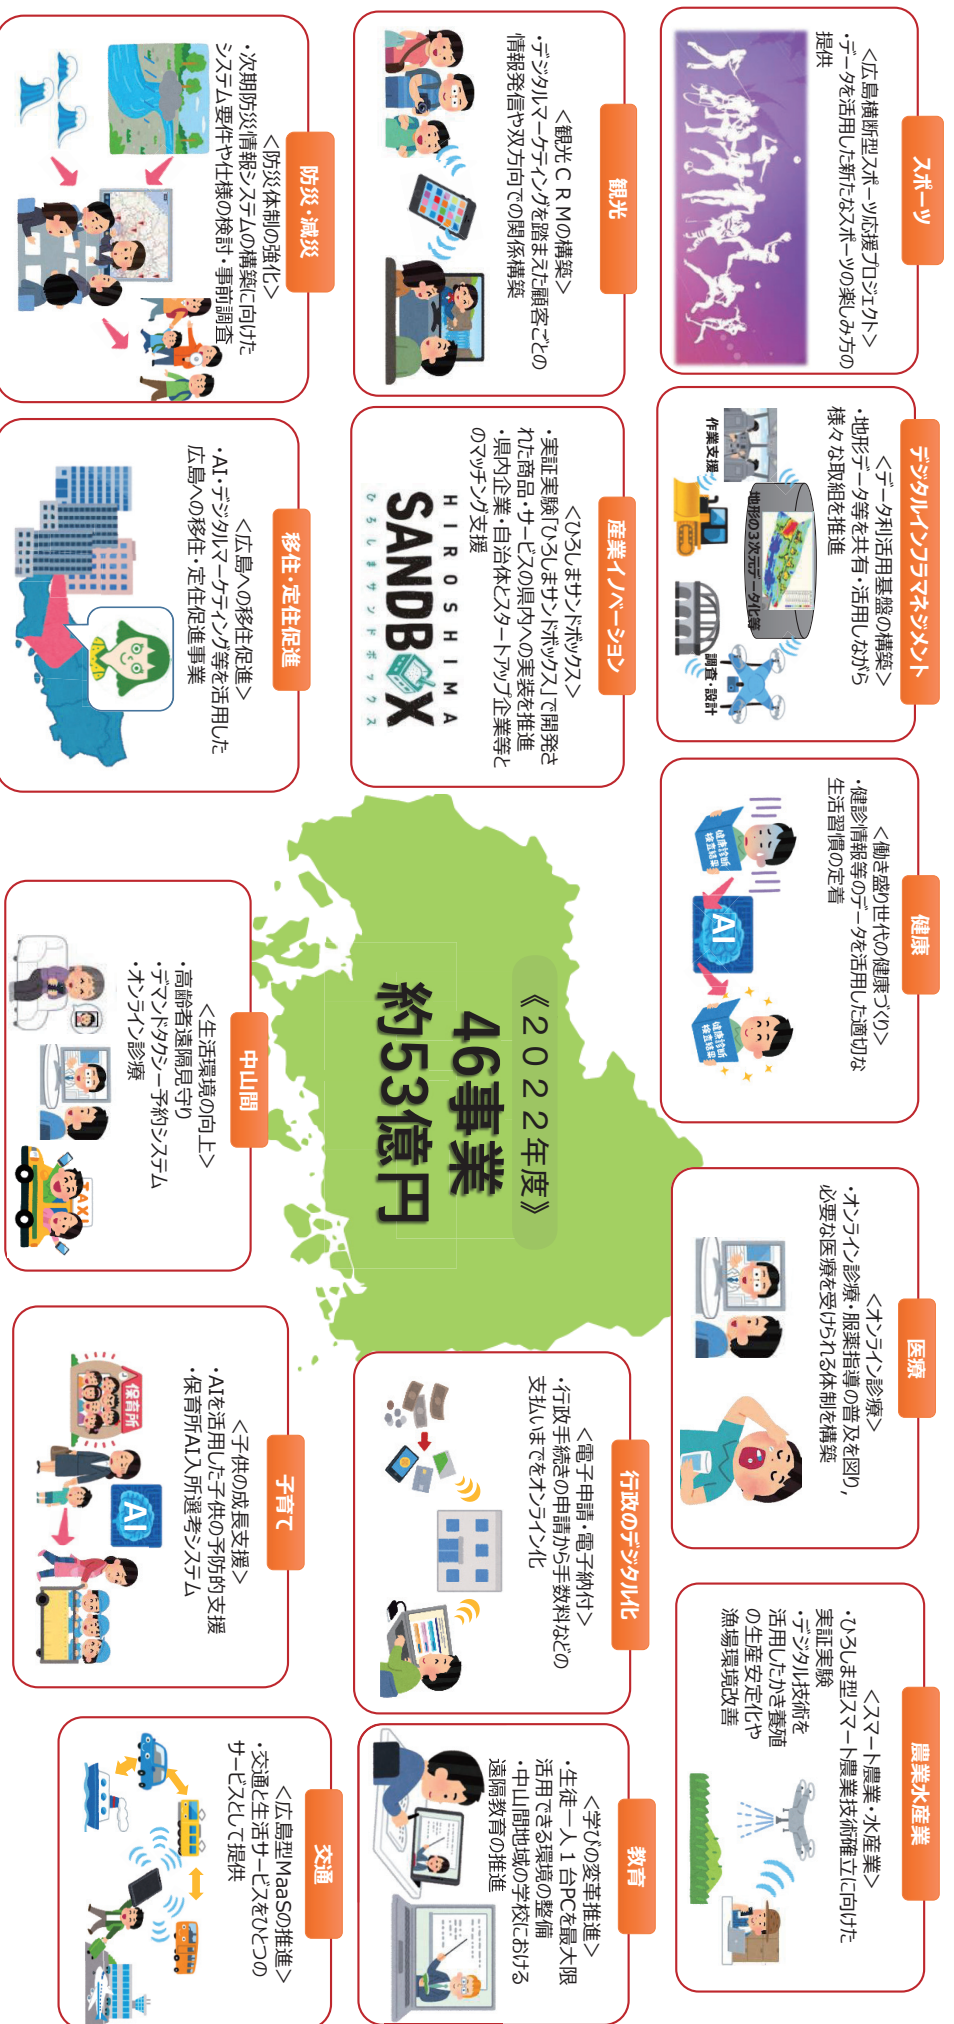 スポーツ
＜広島横断型スポーツ応援プロジェクト＞
・データを活用した新たなスポーツの楽しみ方の
提供
デジタルインフラマネジメント
＜データ利活用基盤の構築＞
・地形データ等を共有・活用しながら
様々な取組を推進
地形の３次元データ化等
作業支援
調査・設計
健康
＜働き盛り世代の健康づくり＞
・健診情報等のデータを活用した適切な
生活習慣の定着
健康診断
検査結果
AI
健康診断
検査結果
医療
＜オンライン診療＞
・オンライン診療・服薬指導の普及を図り，
必要な医療を受けられる体制を構築
農業水産業
＜スマート農業・水産業＞
・ひろしま型スマート農業技術確立に向けた
実証実験
・デジタル技術を
活用したかき養殖
の生産安定化や
漁場環境改善
観光
＜観光ＣＲＭの構築＞
・デジタルマーケティングを踏まえた顧客ごとの
情報発信や双方向での関係構築
産業イノベーション
＜ひろしまサンドボックス＞
・実証実験「ひろしまサンドボックス」で開発さ
れた商品・サービスの県内への実装を推進
・県内企業・自治体とスタートアップ企業等と
のマッチング支援
HIROSHIMA
SANDBOX
ひろしまサンドボックス
《２０２２年度》
46事業
約53億円
行政のデジタル化
＜電子申請・電子納付＞
・行政手続きの申請から手数料などの
支払いまでをオンライン化
教育
＜学びの変革推進＞
・生徒一人１台PCを最大限
活用できる環境の整備
・中山間地域の学校における
遠隔教育の推進
防災・減災
＜防災体制の強化＞
・次期防災情報システムの構築に向けた
システム要件や仕様の検討・事前調査
移住・定住促進
＜広島への移住促進＞
・AI・デジタルマーケティング等を活用した
広島への移住・定住促進事業
中山間
＜生活環境の向上＞
・高齢者遠隔見守り
・デマンドタクシー予約システム
・オンライン診療
TAXI
子育て
＜子供の成長支援＞
・AIを活用した子供の予防的支援
・保育所AI入所選考システム
保育所
AI
交通
＜広島型MaaSの推進＞
・交通と生活サービスをひとつの
サービスとして提供